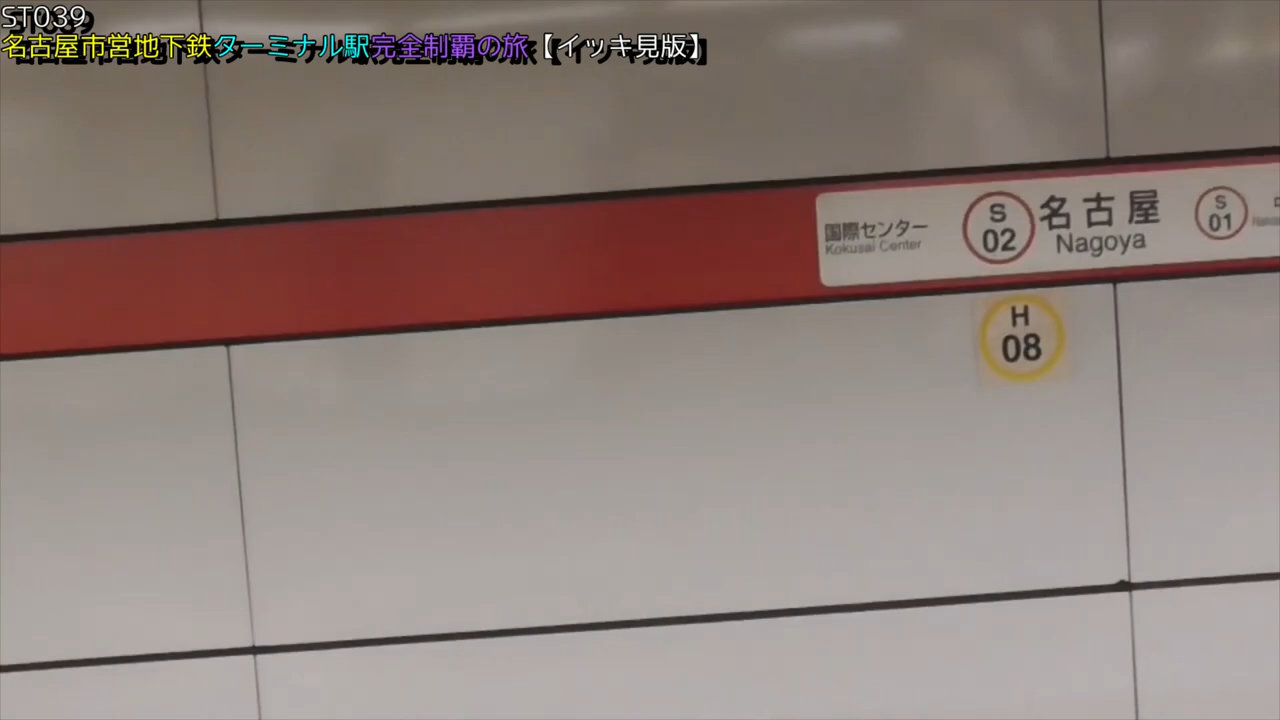 ST039
名古屋市営地下鉄ターミナル駅完全制覇の旅【イッキ見版】
国際センター
Kokusai Center
S
02
名古屋
Nagoya
S
01
H
08